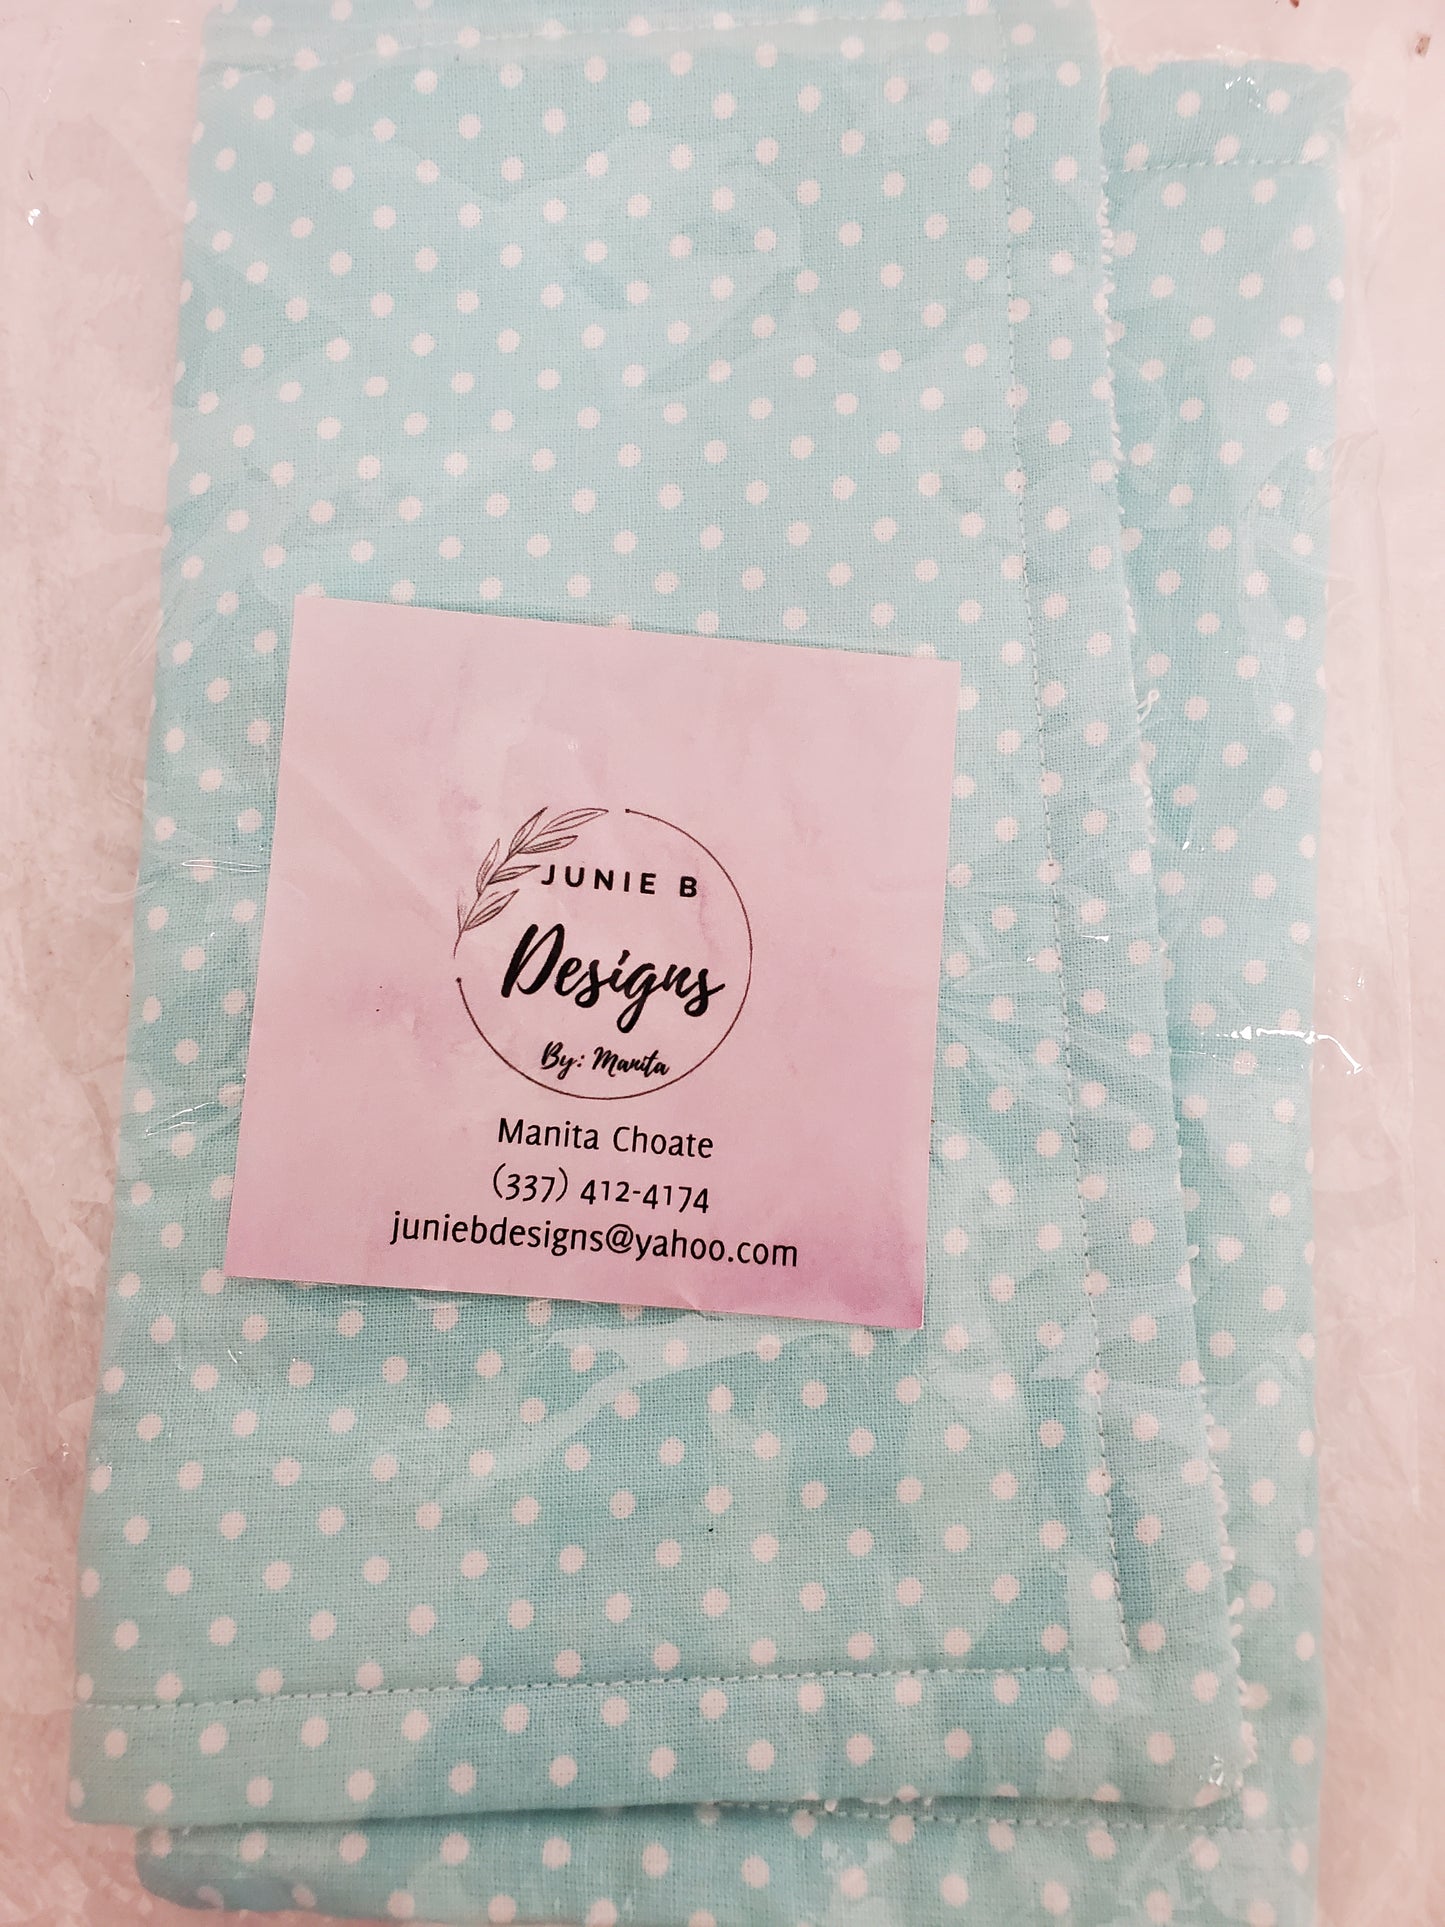 JUNIE B
Designs
By: Manita
Manita Choate
(337) 412-4174
juniebdesigns@yahoo.com